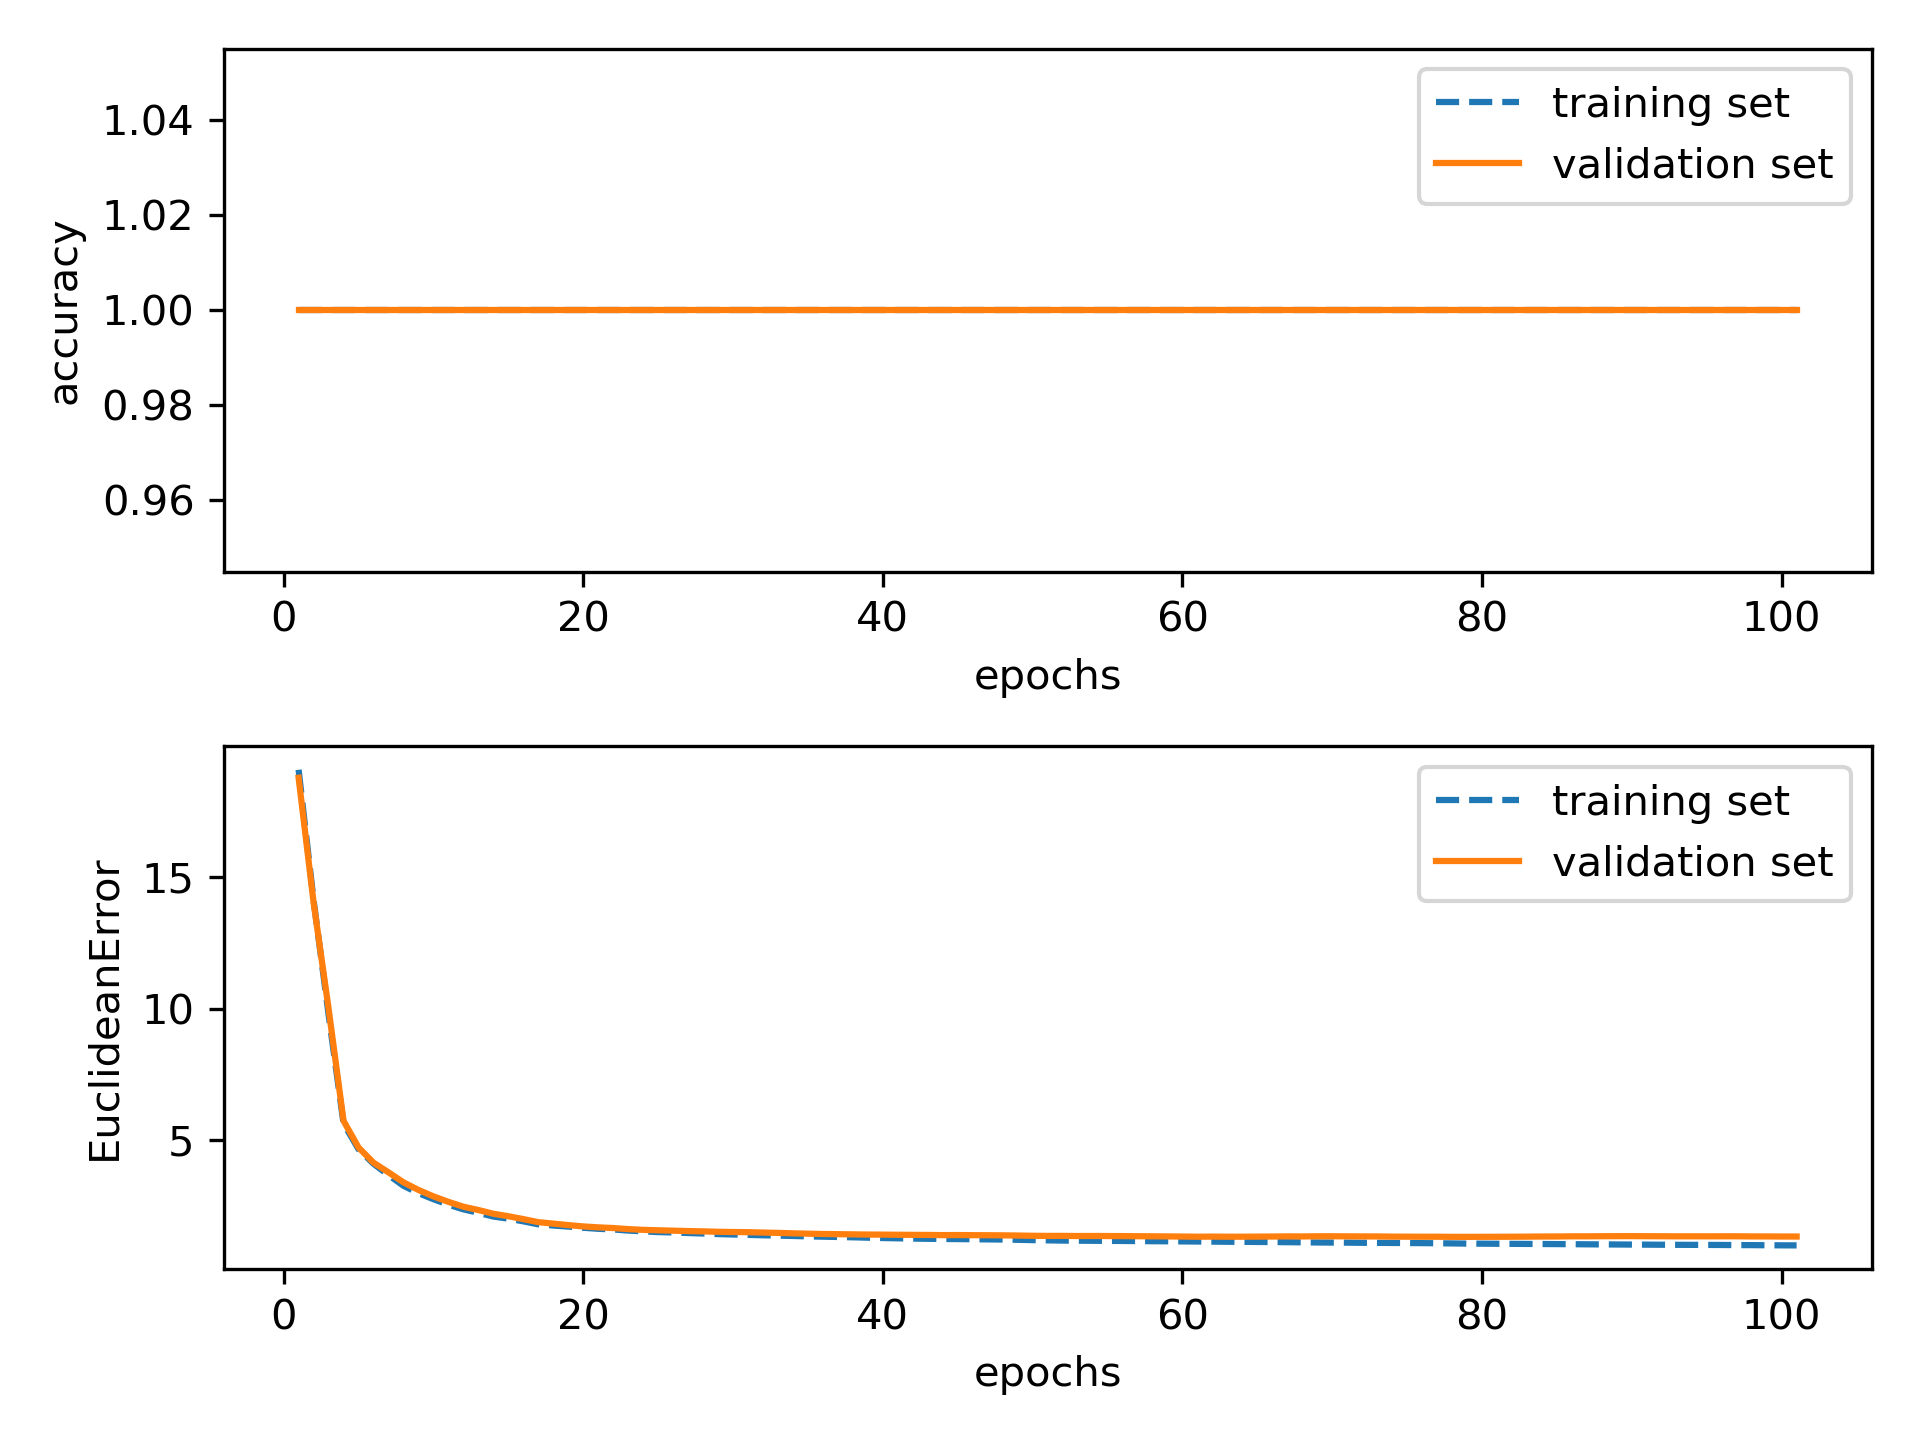 1.04
1.02
1.00
0.98
0.96
accuracy
training set
validation set
0 20 40 60 80 100
epochs
15
10
5
EuclideanError
training set
validation set
0 20 40 60 80 100
epochs